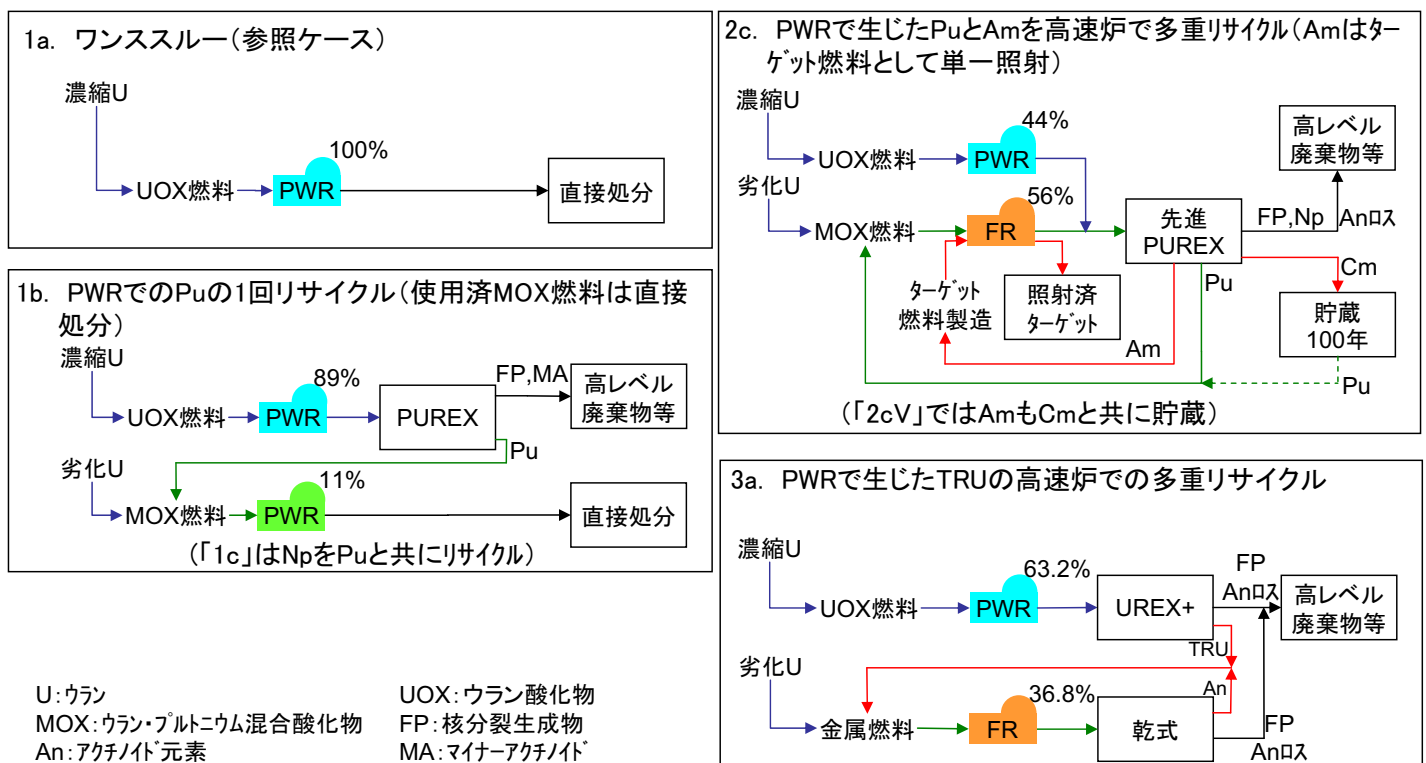 1a. ワンススルー(参照ケース)
濃縮U
100%
UOX燃料
PWR
直接処分
1b. PWRでのPuの1回リサイクル(使用済MOX燃料は直接
処分)
濃縮U
89%
FP,MA
高レベル
廃棄物等
UOX燃料
PWR
PUREX
Pu
劣化U
11%
MOX燃料
PWR
直接処分
(「1c」はNpをPuと共にリサイクル)
2c. PWRで生じたPuとAmを高速炉で多重リサイクル(Amはター
ゲット燃料として単一照射)
濃縮U
44%
高レベル
廃棄物等
UOX燃料
PWR
劣化U
56%
先進
PUREX
FP,Np
Anロス
MOX燃料
FR
Cm
ターゲット
燃料製造
照射済
ターゲット
Pu
貯蔵
100年
Am
Pu
(「2cV」ではAmもCmと共に貯蔵)
3a. PWRで生じたTRUの高速炉での多重リサイクル
濃縮U
63.2%
FP
Anロス
高レベル
廃棄物等
UOX燃料
PWR
UREX+
TRU
劣化U
An
36.8%
金属燃料
FR
乾式
FP
Anロス
U:ウラン
UOX:ウラン酸化物
MOX:ウラン・プルトニウム混合酸化物
FP:核分裂生成物
An:アクチノイド元素
MA:マイナーアクチノイド